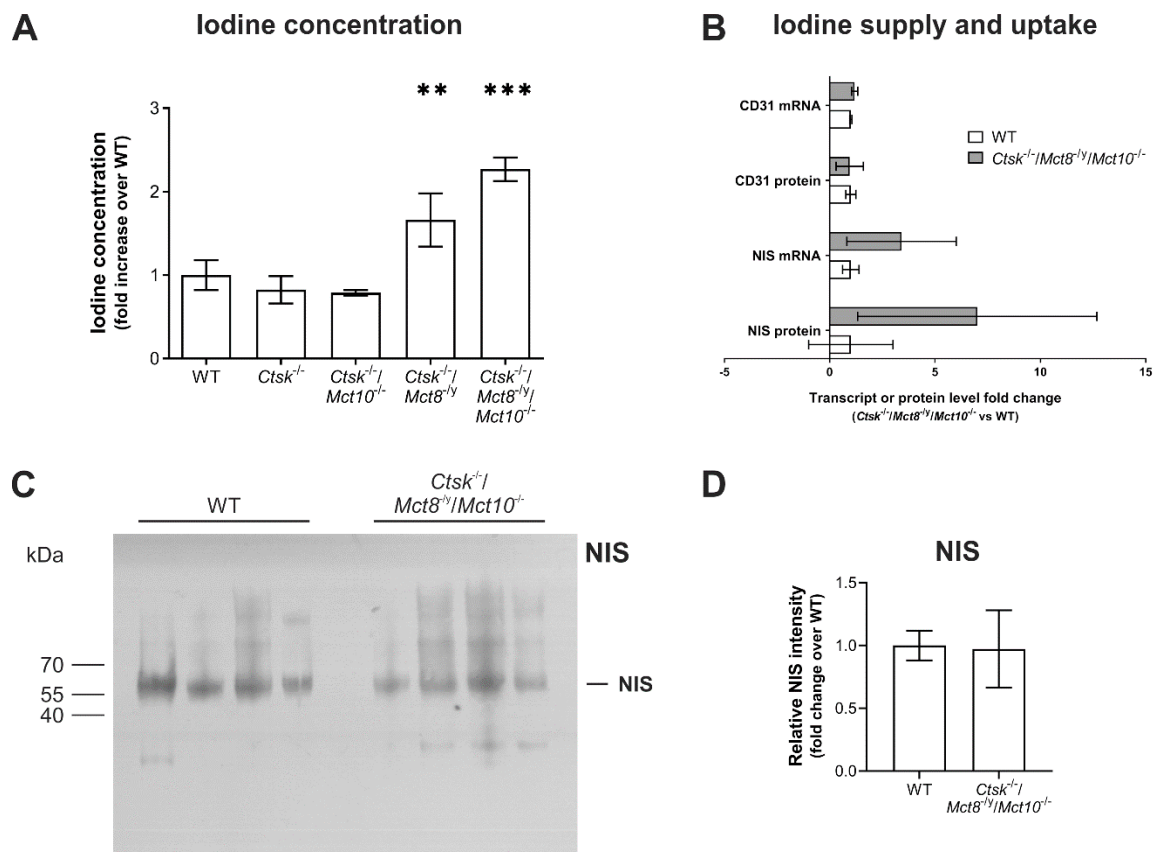 A
Iodine concentration
Iodine concentration
(fold increase over WT)
3
2
1
0
**
***
WT
Ctsk-/-
Ctsk-/-/
Mct10-/-
Ctsk-/-/
Mct8-/y
Ctsk-/-/
Mct8-/y/
Mct10-/-
B
Iodine supply and uptake
CD31 mRNA
CD31 protein
NIS mRNA
NIS protein
WT
Ctsk-/-/Mct8-/y/Mct10-/-
-5
0
5
10
15
Transcript or protein level fold change
(Ctsk-/-/Mct8-/y/Mct10-/- vs WT)
C
WT
Ctsk-/-/
Mct8-/y/Mct10-/-
kDa
NIS
70
55
40
NIS
D
NIS
Relative NIS intensity
(fold change over WT)
1.5
1.0
0.5
0.0
WT
Ctsk-/-/
Mct8-/y/Mct10-/-